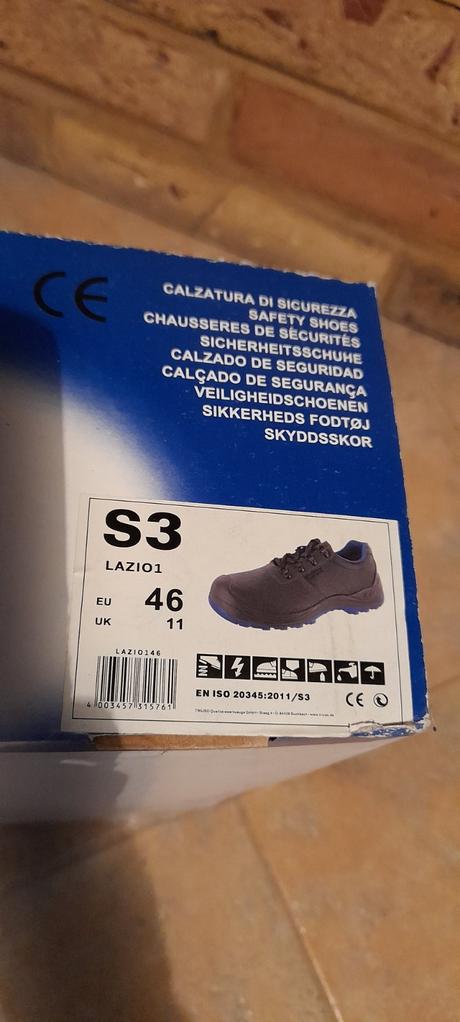 CE
CALZATURA DI SICUREZZA
SAFETY SHOES
CHAUSSERES DE SÉCURITÉS
SICHERHEITSSCHUHE
CALZADO DE SEGURIDAD
CALÇADO DE SEGURANÇA
VEILIGHEIDSCHOENEN
SIKKERHEDS FODTØJ
SKYDDSSKOR
S3
LAZIO1
EU 46
UK 11
LAZIO146
4 003457 315761
EN ISO 20345:2011/S3
CE